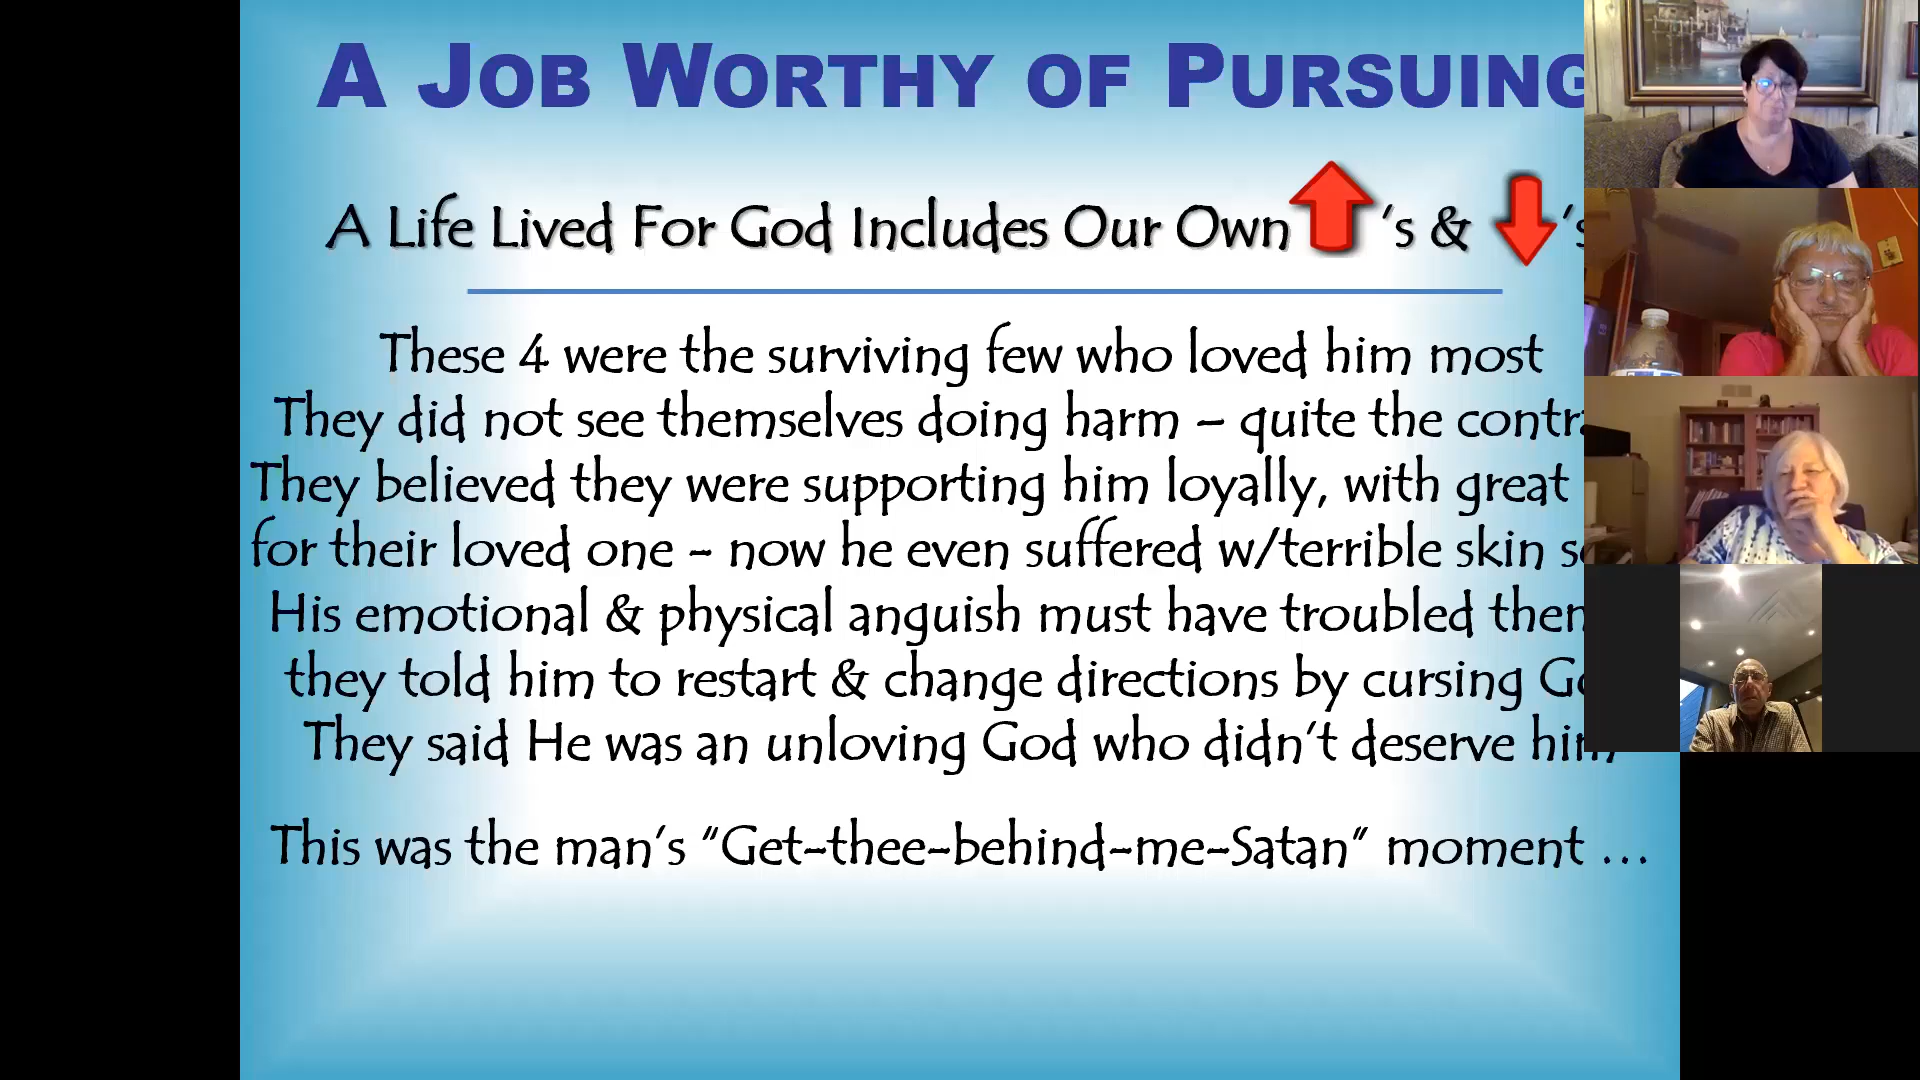 A JOB WORTHY OF PURSUING
A Life Lived For God Includes Our Own 's & 's
These 4 were the surviving few who loved him most
They did not see themselves doing harm – quite the
They believed they were supporting him loyally, with great
for their loved one - now he even suffered w/terrible skin
His emotional & physical anguish must have troubled
they told him to restart & change directions by cursing
They said He was an unloving God who didn't deserve him
This was the man's "Get-thee-behind-me-Satan" moment ...